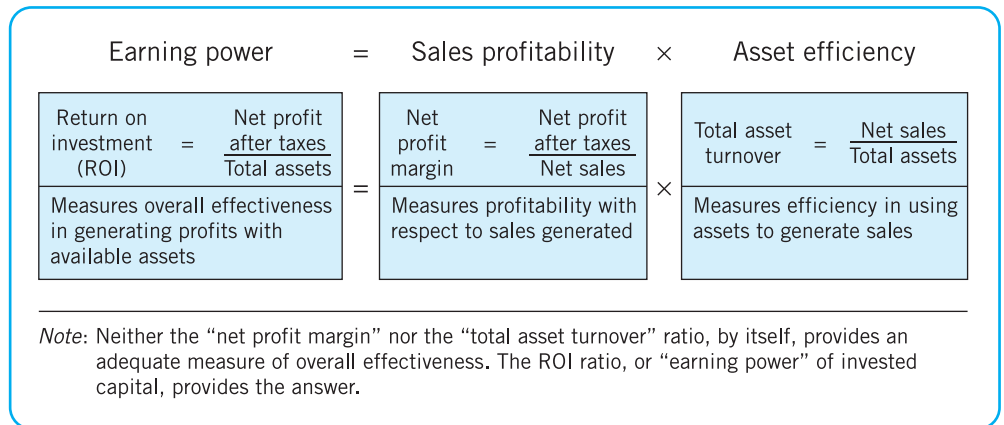 Earning power = Sales profitability × Asset efficiency
Return on investment (ROI) = Net profit after taxes / Total assets
=
Net profit margin = Net profit after taxes / Net sales
×
Total asset turnover = Net sales / Total assets
Measures overall effectiveness
in generating profits with
available assets
Measures profitability with
respect to sales generated
Measures efficiency in using
assets to generate sales
Note: Neither the “net profit margin” nor the “total asset turnover” ratio, by itself, provides an
adequate measure of overall effectiveness. The ROI ratio, or “earning power” of invested
capital, provides the answer.